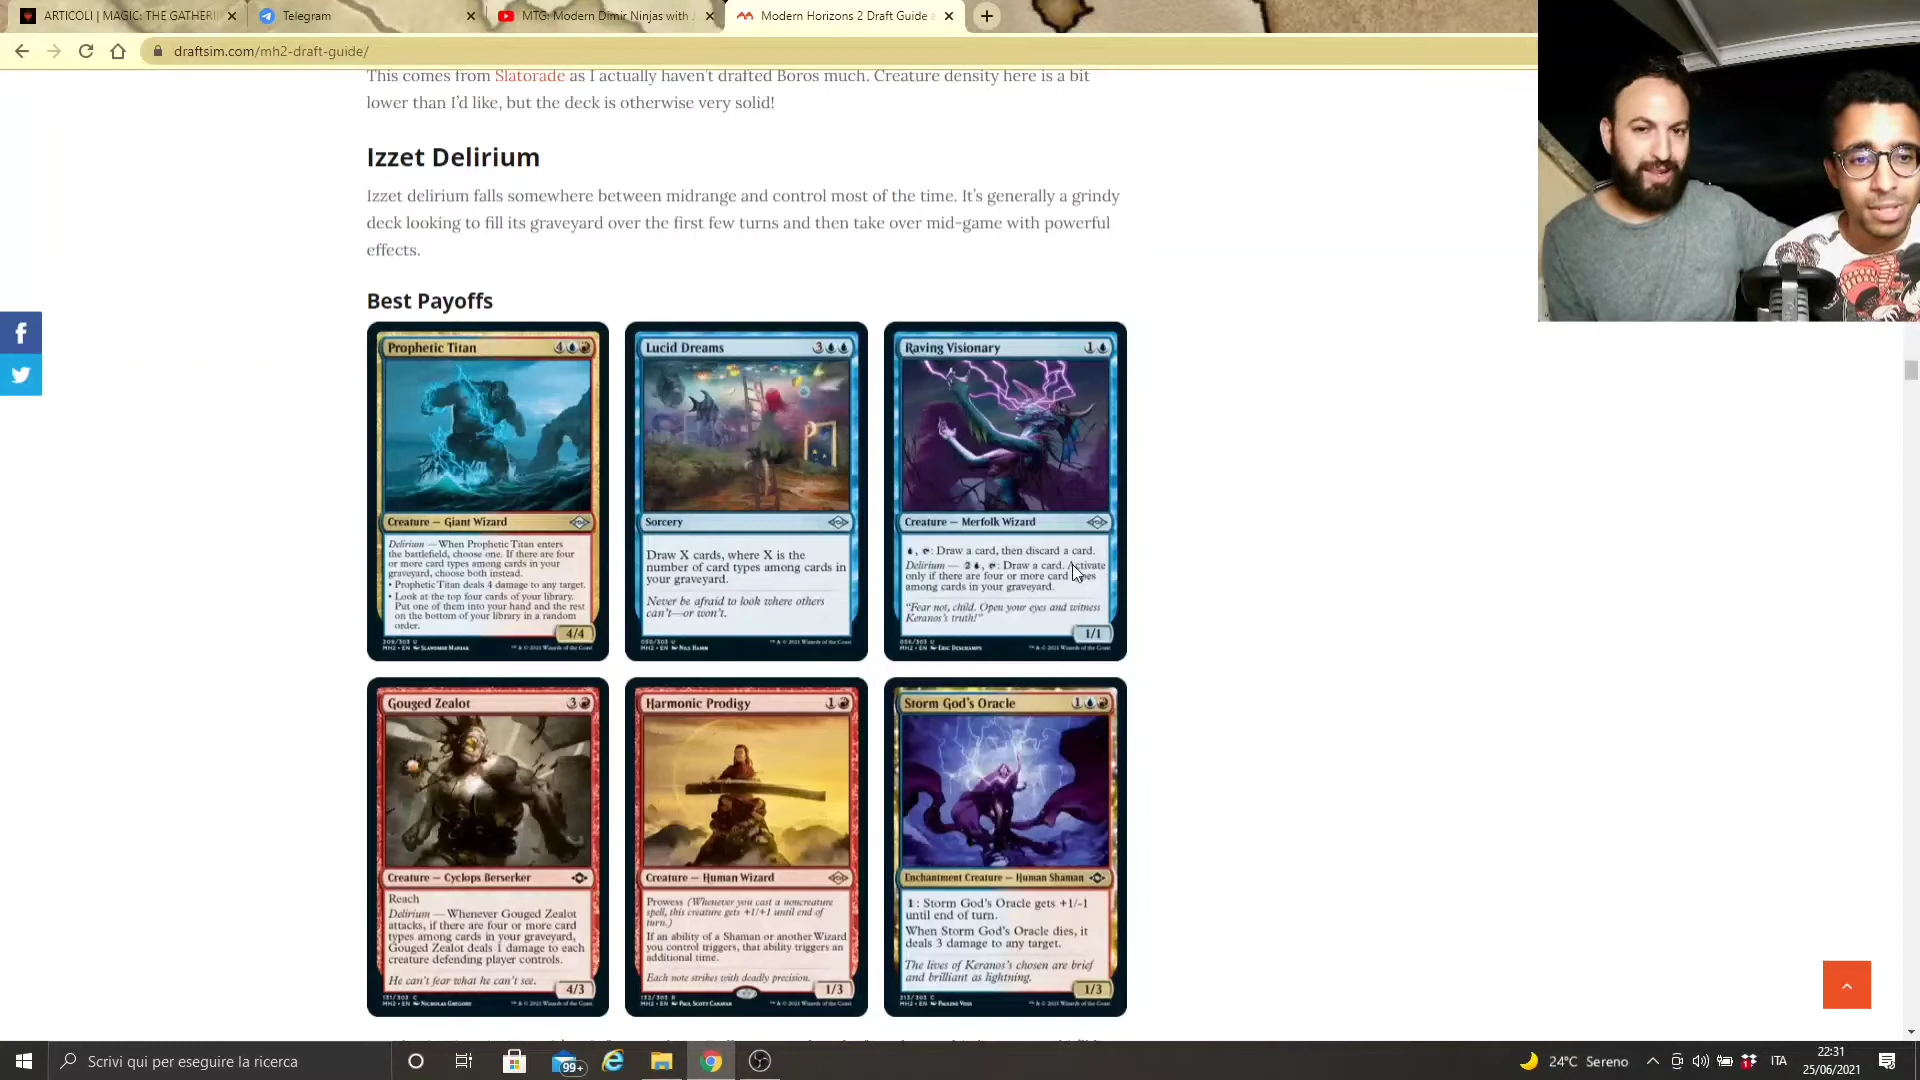 ARTICOLI | MAGIC: THE GATHERI
Telegram
MTG: Modern Dimir Ninjas with
Modern Horizons 2 Draft Guide
draftsim.com/mh2-draft-guide/
This comes from Slatorade as I actually haven't drafted Boros much. Creature density here is a bit
lower than I'd like, but the deck is otherwise very solid!
Izzet Delirium
Izzet delirium falls somewhere between midrange and control most of the time. It's generally a grindy
deck looking to fill its graveyard over the first few turns and then take over mid-game with powerful
effects.
Best Payoffs
Prophetic Titan 4
Creature — Giant Wizard
Delirium — When Prophetic Titan enters
the battlefield, choose one. If there are four
or more card types among cards in your
graveyard, choose both instead.
• Prophetic Titan deals 4 damage to any target.
• Look at the top four cards of your library.
Put one of them into your hand and the rest
on the bottom of your library in a random
order.
4/4
Lucid Dreams 3
Sorcery
Draw X cards, where X is the
number of card types among cards in
your graveyard.
Never be afraid to look where others
can't—or won't.
Raving Visionary 1
Creature — Merfolk Wizard
: Draw a card, then discard a card.
Delirium — 2 : Draw a card. Activate
only if there are four or more card types
among cards in your graveyard.
"Fear not, child. Open your eyes and witness
Keranos's truth!"
1/1
Gouged Zealot 3
Creature — Cyclops Berserker
Reach
Delirium — Whenever Gouged Zealot
attacks, if there are four or more card
types among cards in your graveyard,
Gouged Zealot deals 1 damage to each
creature defending player controls.
He can't fear what he can't see.
4/3
Harmonic Prodigy 1
Creature — Human Wizard
Prowess (Whenever you cast a noncreature
spell, this creature gets +1/+1 until end of
turn.)
If an ability of a Shaman or another Wizard
you control triggers, that ability triggers an
additional time.
Each note strikes with deadly precision.
1/3
Storm God's Oracle 1
Enchantment Creature — Human Shaman
1: Storm God's Oracle gets +1/-1
until end of turn.
When Storm God's Oracle dies, it
deals 3 damage to any target.
The lives of Keranos's chosen are brief
and brilliant as lightning.
1/3
Scrivi qui per eseguire la ricerca
99+
24°C Sereno
ITA
22:31
25/06/2021